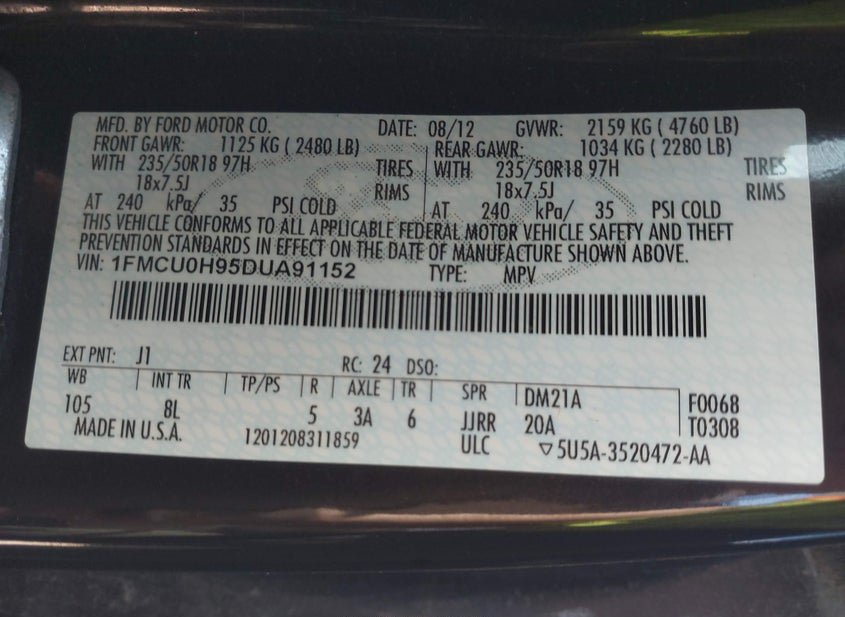 MFD. BY FORD MOTOR CO. DATE: 08/12 GVWR: 2159 KG ( 4760 LB)
FRONT GAWR: 1125 KG ( 2480 LB) REAR GAWR: 1034 KG ( 2280 LB)
WITH 235/50R18 97H TIRES WITH 235/50R18 97H TIRES
18x7.5J RIMS 18x7.5J RIMS
AT 240 kPa/ 35 PSI COLD AT 240 kPa/ 35 PSI COLD
THIS VEHICLE CONFORMS TO ALL APPLICABLE FEDERAL MOTOR VEHICLE SAFETY AND THEFT
PREVENTION STANDARDS IN EFFECT ON THE DATE OF MANUFACTURE SHOWN ABOVE.
VIN: 1FMCU0H95DUA91152 TYPE: MPV
EXT PNT: J1 RC: 24 DSO:
WB INT TR TP/PS R AXLE TR SPR DM21A F0068
105 8L 5 3A 6 JJRR 20A T0308
MADE IN U.S.A. 1201208311859 ULC ▽5U5A-3520472-AA